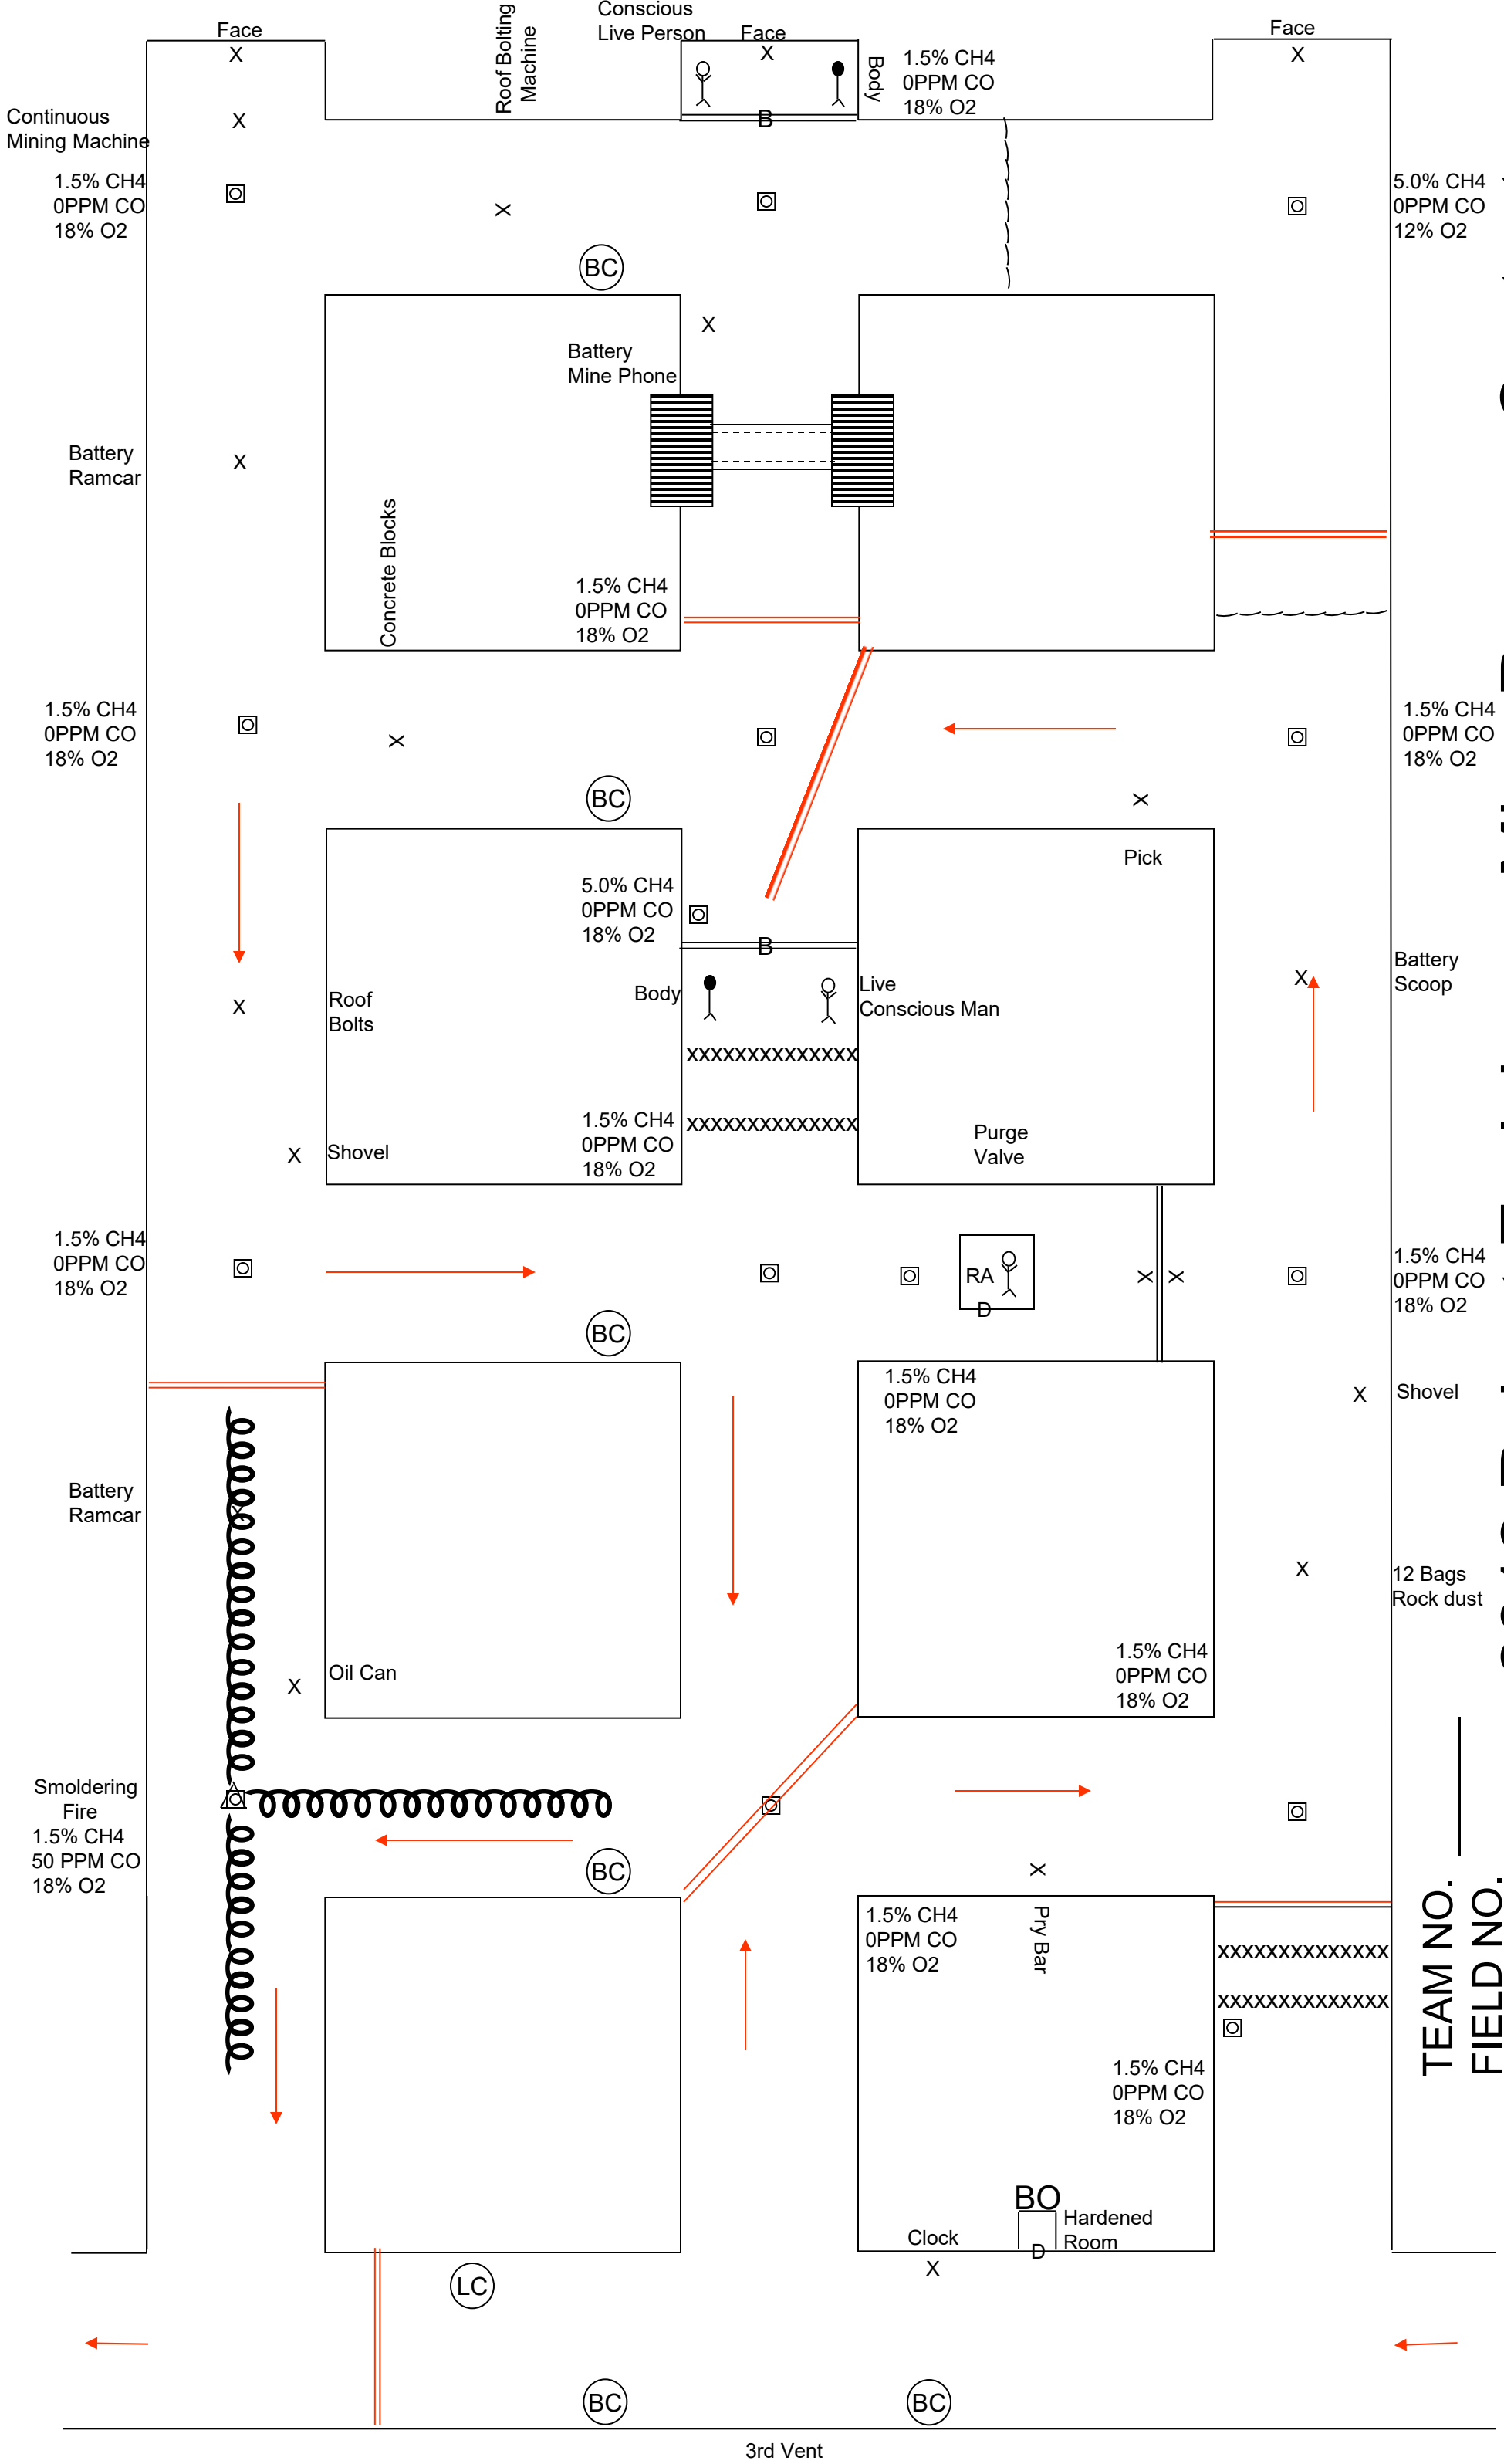 Conscious
Live Person
Face
Face
Face
X
X
X
Roof Bolting
Machine
Body
1.5% CH4
0PPM CO
18% O2
B
Continuous
Mining Machine
X
1.5% CH4
0PPM CO
18% O2
X
5.0% CH4
0PPM CO
12% O2
BC
X
Battery
Mine Phone
Battery
Ramcar
X
Concrete Blocks
1.5% CH4
0PPM CO
18% O2
1.5% CH4
0PPM CO
18% O2
X
1.5% CH4
0PPM CO
18% O2
BC
X
Pick
5.0% CH4
0PPM CO
18% O2
B
Battery
Scoop
X
X
Roof
Bolts
Body
Live
Conscious Man
XXXXXXXXXXXXXX
1.5% CH4
0PPM CO
18% O2
XXXXXXXXXXXXXX
X
Shovel
Purge
Valve
1.5% CH4
0PPM CO
18% O2
RA
D
X
X
1.5% CH4
0PPM CO
18% O2
BC
1.5% CH4
0PPM CO
18% O2
X
Shovel
Battery
Ramcar
X
X
12 Bags
Rock dust
X
Oil Can
1.5% CH4
0PPM CO
18% O2
Smoldering
Fire
1.5% CH4
50 PPM CO
18% O2
BC
X
Pry Bar
1.5% CH4
0PPM CO
18% O2
XXXXXXXXXXXXXX
XXXXXXXXXXXXXX
TEAM NO.
FIELD NO.
1.5% CH4
0PPM CO
18% O2
BO
Hardened
Room
D
Clock
X
LC
BC
BC
3rd Vent